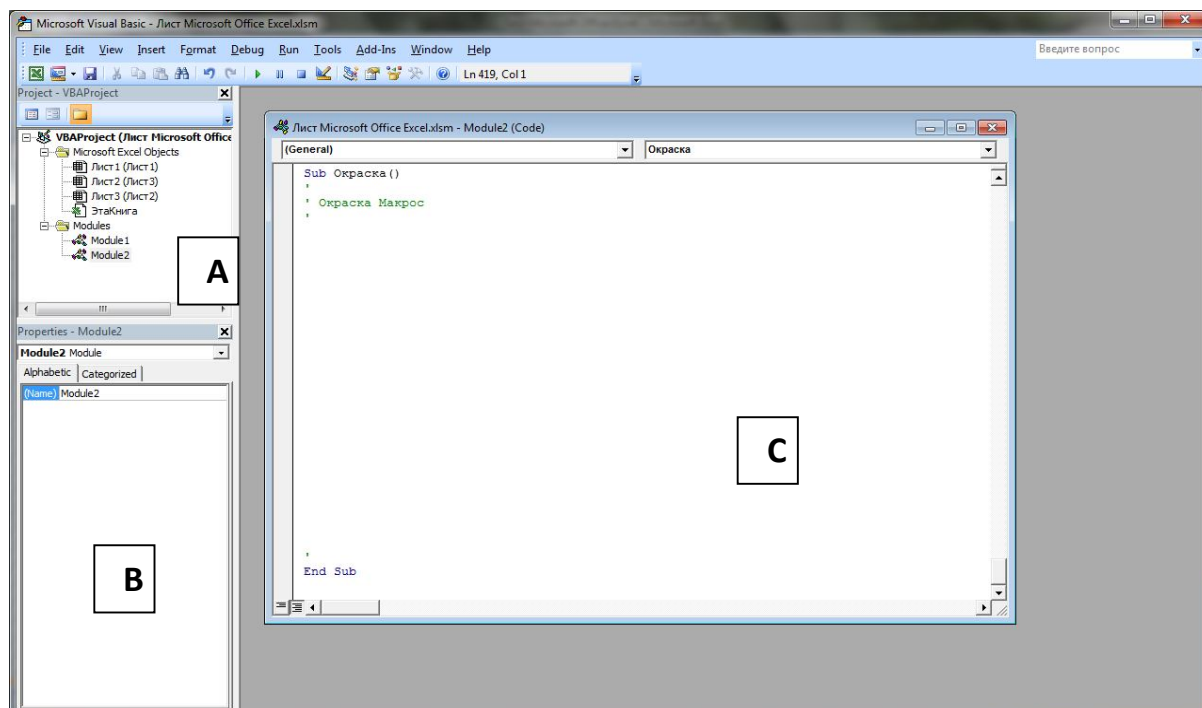 Microsoft Visual Basic - Лист Microsoft Office Excel.xlsm
File Edit View Insert Format Debug Run Tools Add-Ins Window Help
Введите вопрос
Ln 419, Col 1
Project - VBAProject
VBAProject (Лист Microsoft Office
Microsoft Excel Objects
Лист1 (Лист1)
Лист2 (Лист3)
Лист3 (Лист2)
ЭтаКнига
Modules
Module1
Module2
A
Properties - Module2
Module2 Module
Alphabetic Categorized
(Name) Module2
B
Лист Microsoft Office Excel.xlsm - Module2 (Code)
(General) Окраска
Sub Окраска()
'
' Окраска Макрос
'
C
'
End Sub